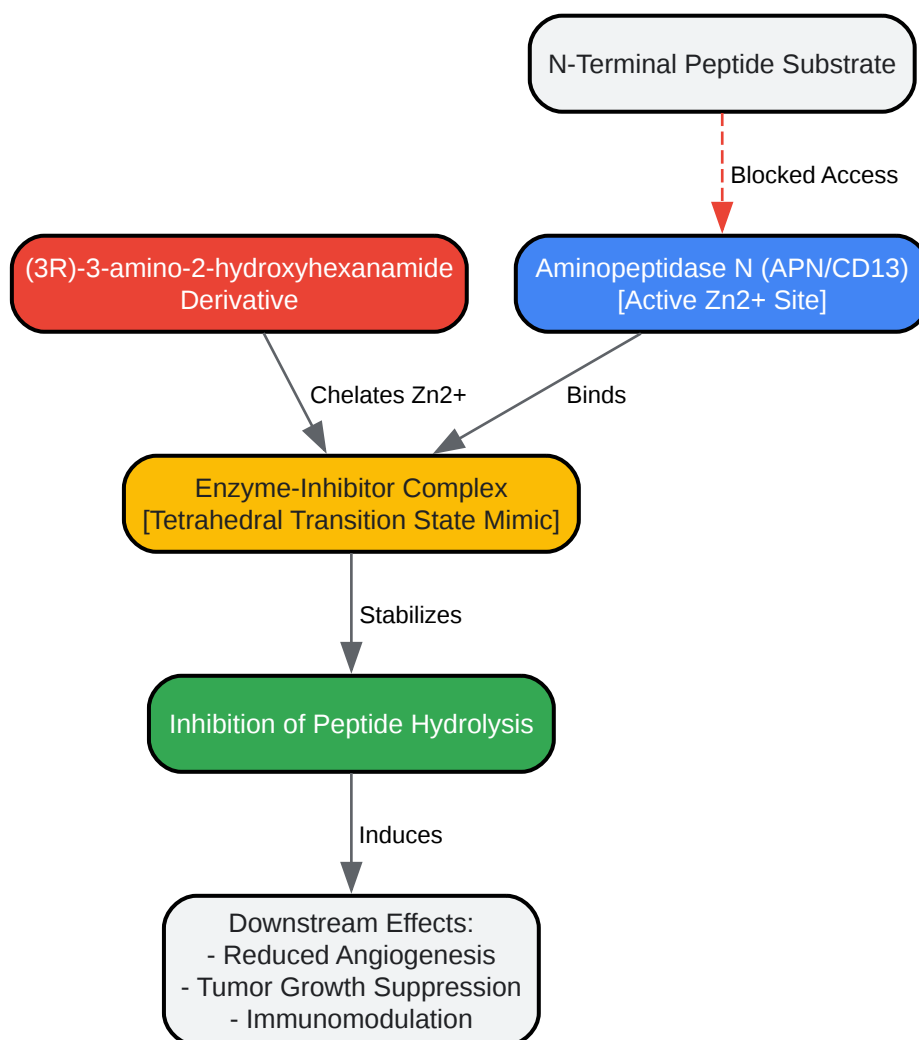 N-Terminal Peptide Substrate
Blocked Access
(3R)-3-amino-2-hydroxyhexanamide
Derivative
Aminopeptidase N (APN/CD13)
[Active Zn2+ Site]
Chelates Zn2+
Binds
Enzyme-Inhibitor Complex
[Tetrahedral Transition State Mimic]
Stabilizes
Inhibition of Peptide Hydrolysis
Induces
Downstream Effects:
- Reduced Angiogenesis
- Tumor Growth Suppression
- Immunomodulation